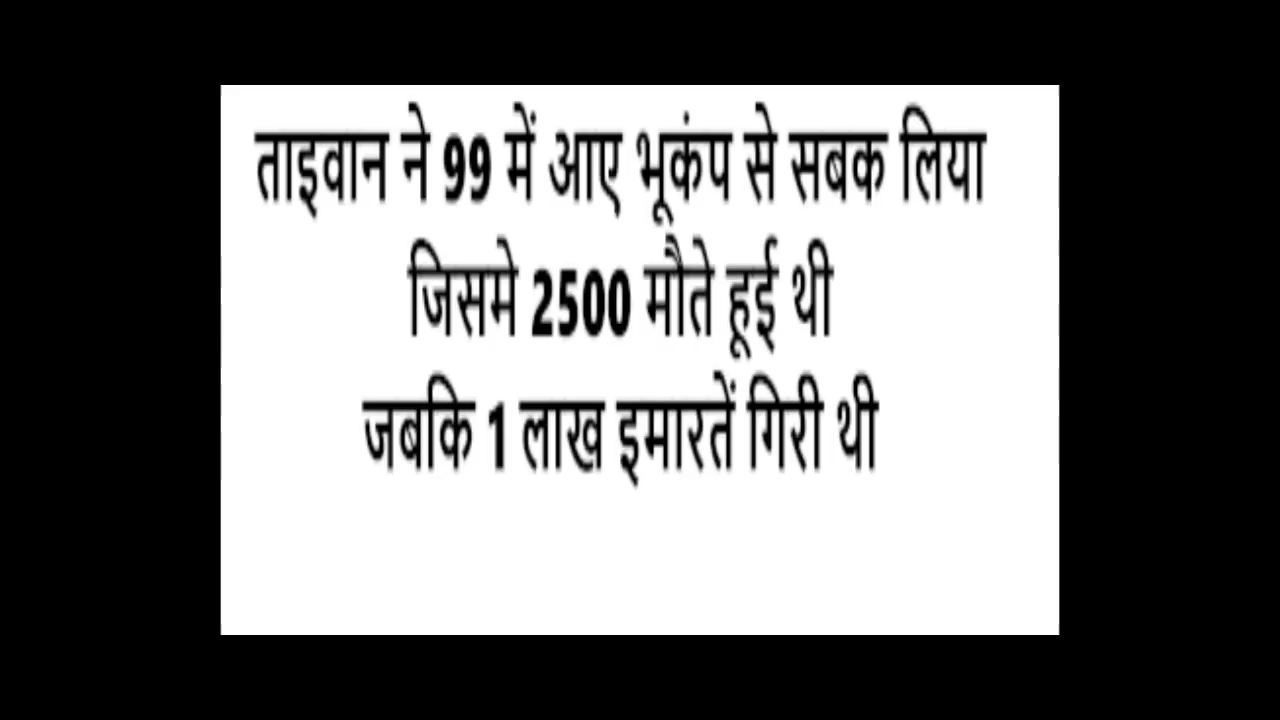 ताइवान ने 99 में आए भूकंप से सबक लिया
जिसमे 2500 मौते हूई थी
जबकि 1 लाख इमारतें गिरी थी